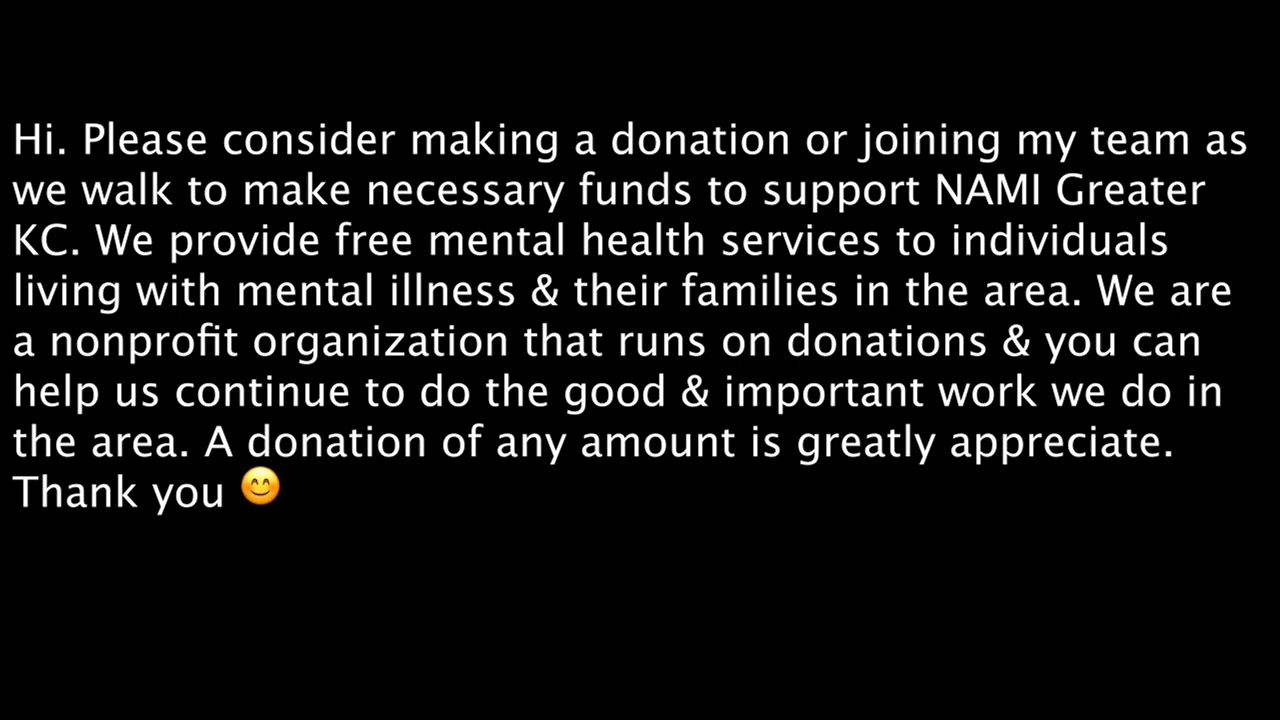 Hi. Please consider making a donation or joining my team as
we walk to make necessary funds to support NAMI Greater
KC. We provide free mental health services to individuals
living with mental illness & their families in the area. We are
a nonprofit organization that runs on donations & you can
help us continue to do the good & important work we do in
the area. A donation of any amount is greatly appreciate.
Thank you 😊